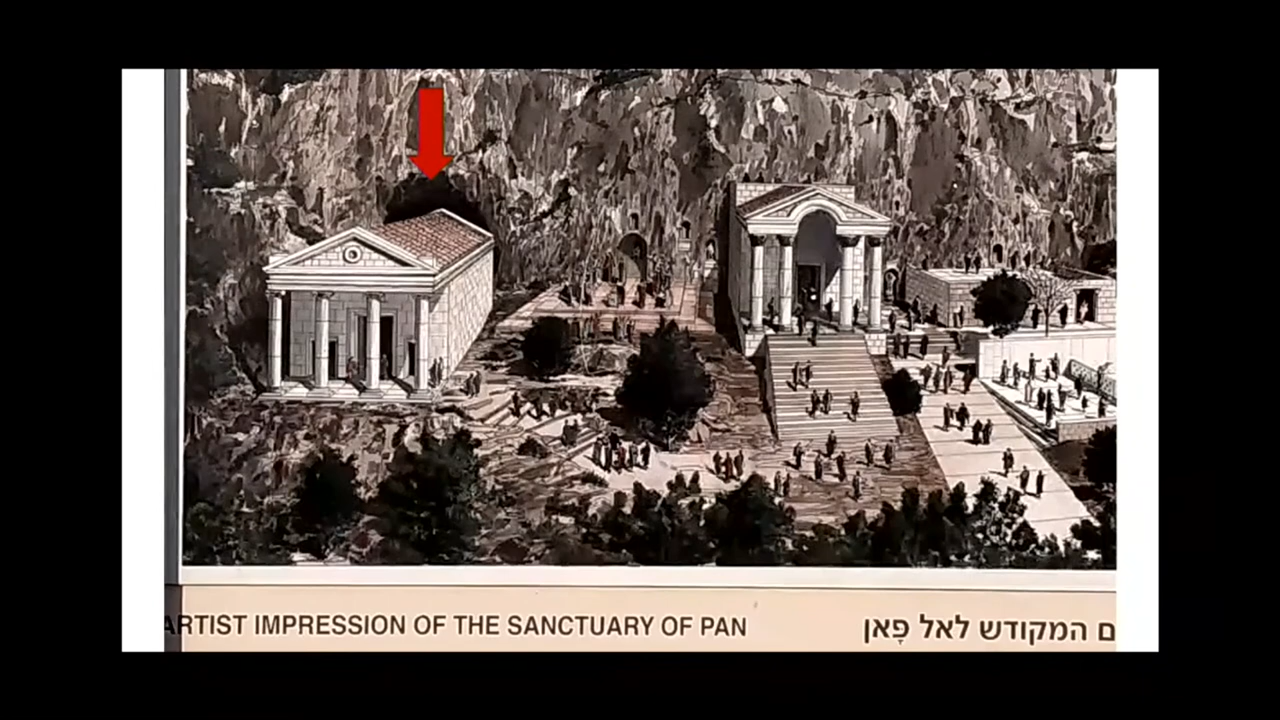 ARTIST IMPRESSION OF THE SANCTUARY OF PAN
ם המקודש לאל פָאן